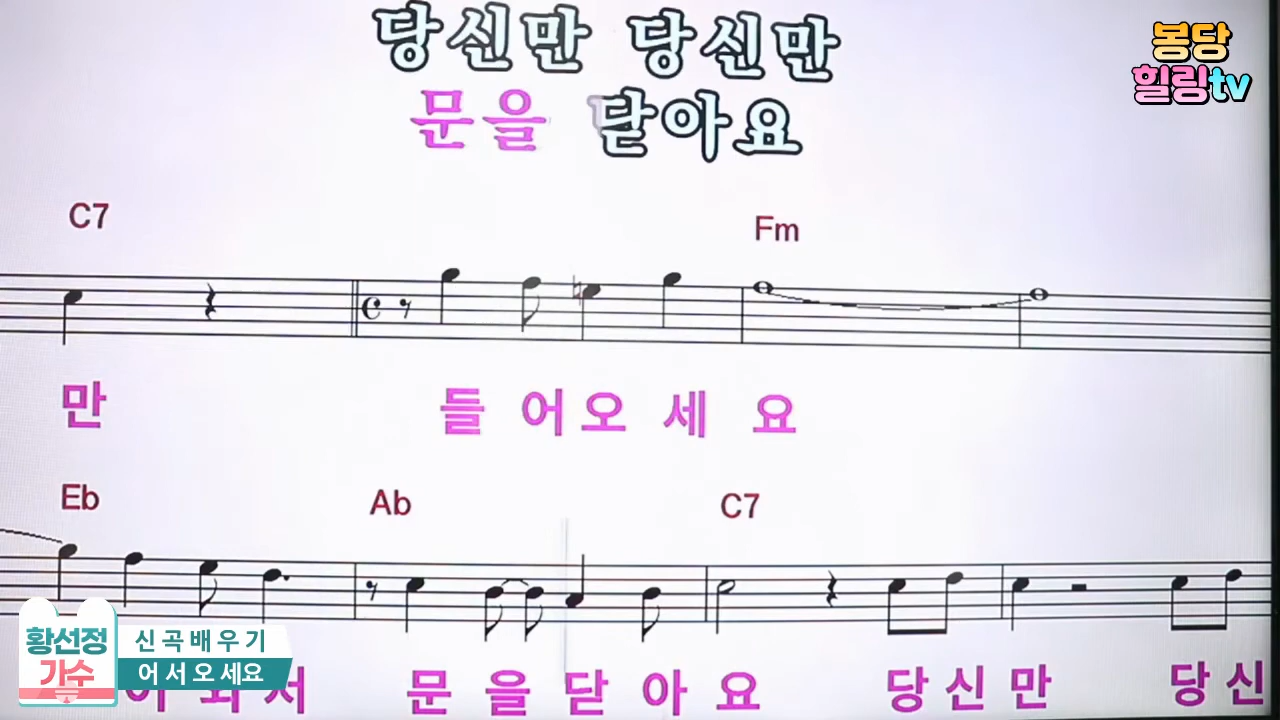 당신만 당신만
봉당
힐링tv
문을 닫아요
C7 Fm
만 들 어 오 세 요
Eb Ab C7
와 서 문 을 닫 아 요 당 신 만 당 신
황선정
가수
신곡배우기
어서오세요